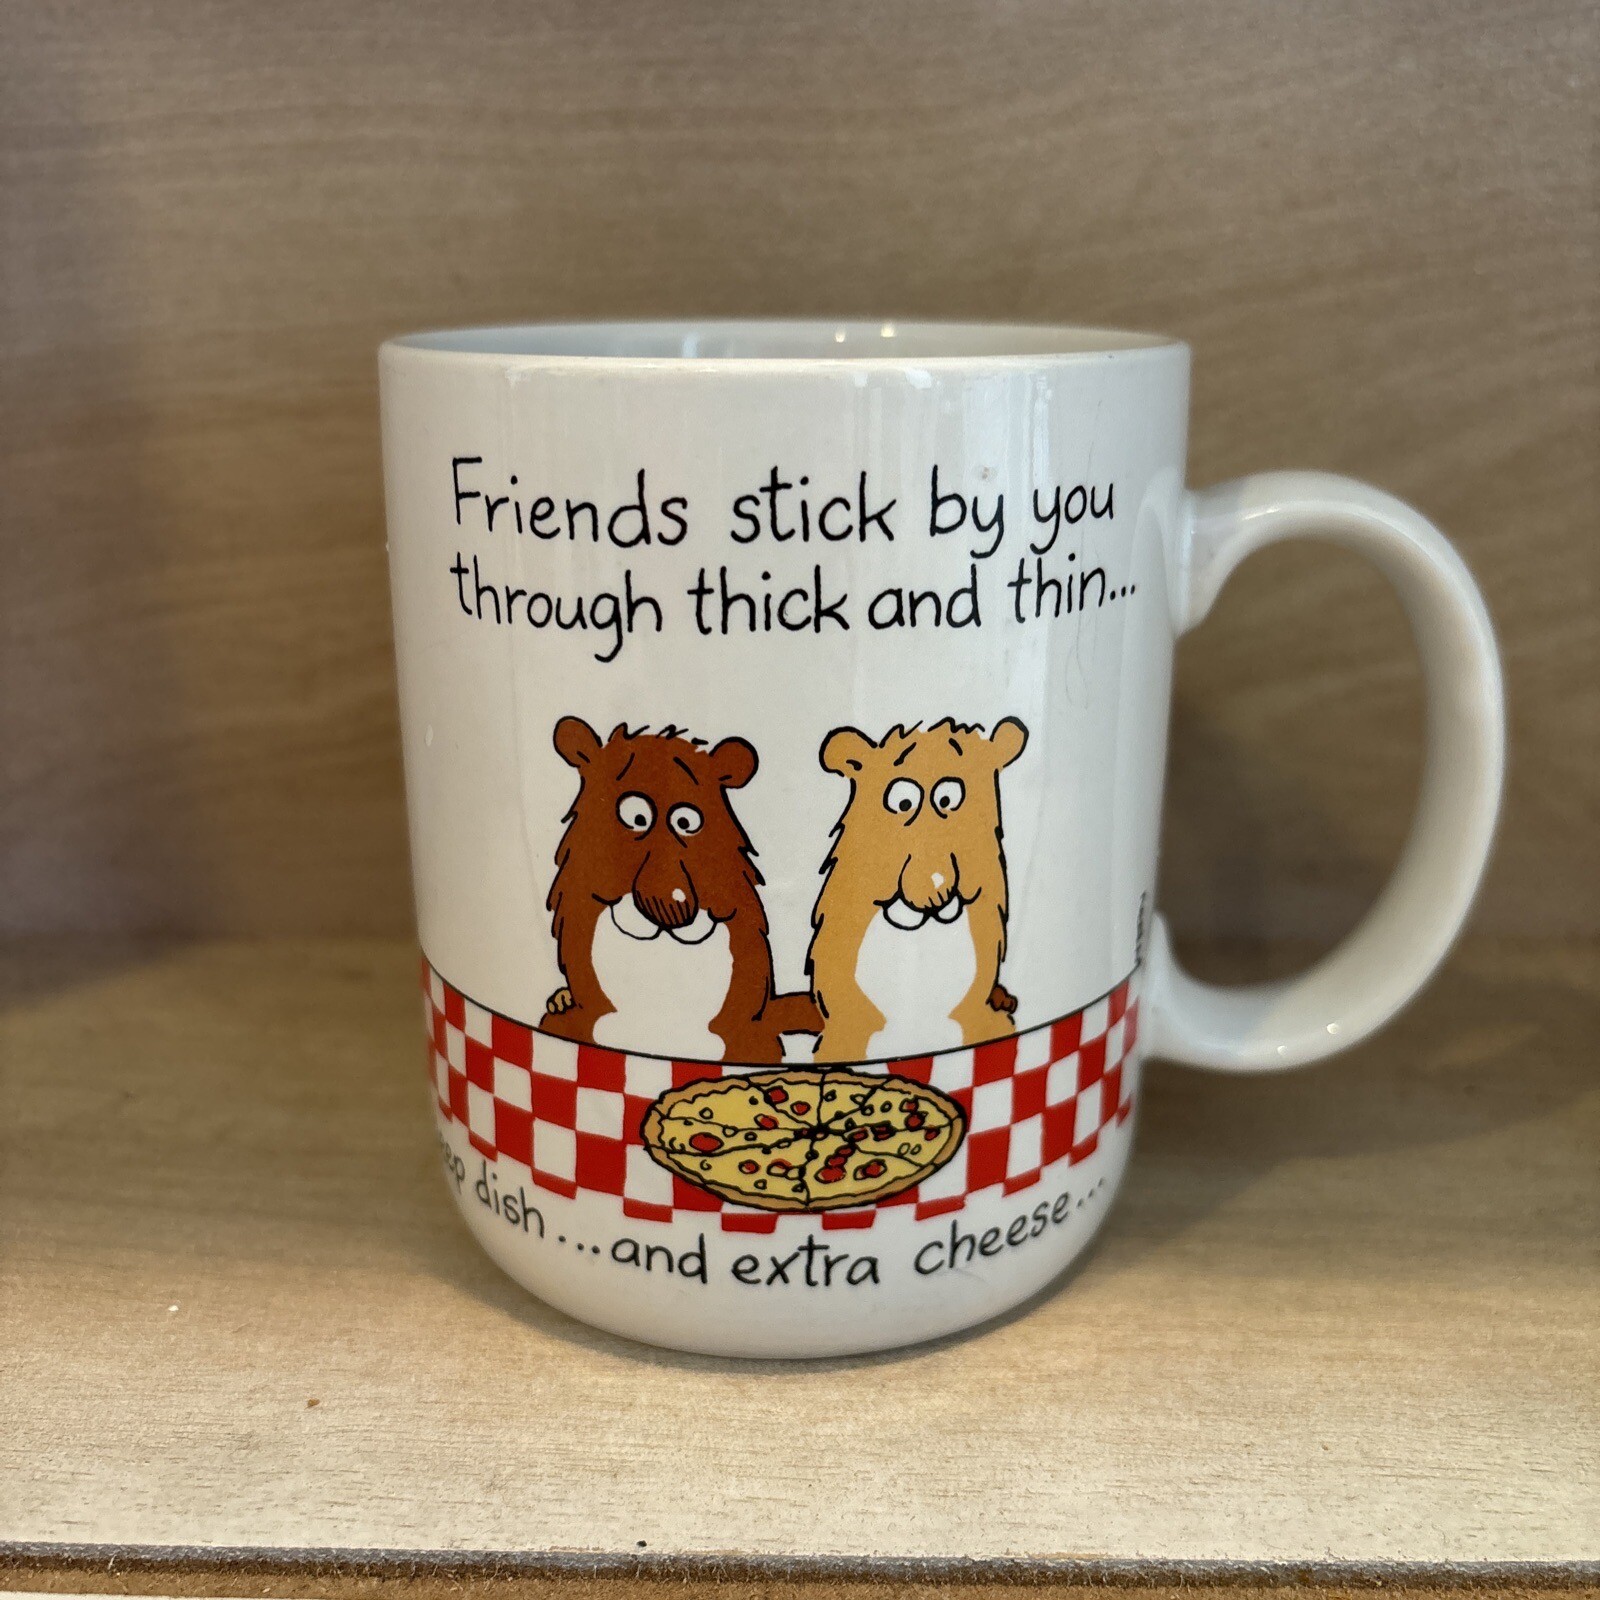 Friends stick by you
through thick and thin...
dish...and extra cheese...